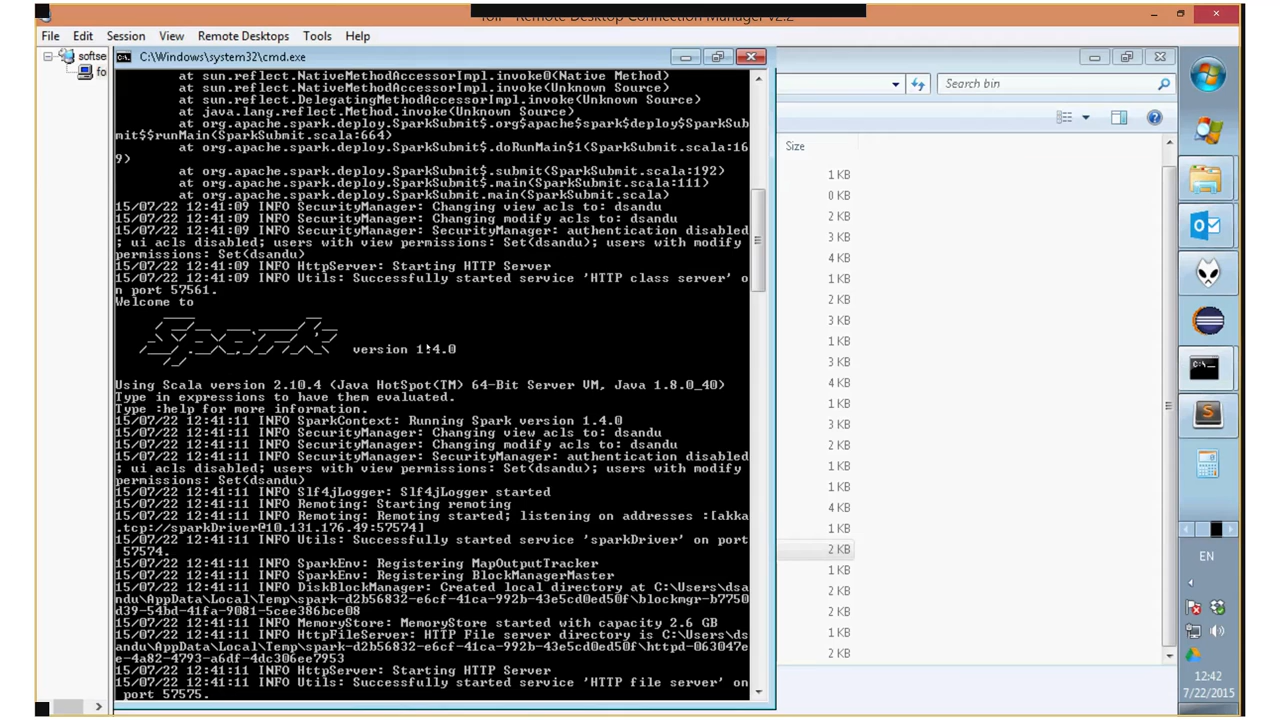 Remote Desktop Connection Manager v2.2
File Edit Session View Remote Desktops Tools Help
softse
fo
C:\Windows\system32\cmd.exe
Search bin
Size
at sun.reflect.NativeMethodAccessorImpl.invoke0(Native Method)
at sun.reflect.NativeMethodAccessorImpl.invoke(Unknown Source)
at sun.reflect.DelegatingMethodAccessorImpl.invoke(Unknown Source)
at java.lang.reflect.Method.invoke(Unknown Source)
at org.apache.spark.deploy.SparkSubmit$.org$apache$spark$deploy$SparkSub
mit$$runMain(SparkSubmit.scala:664)
at org.apache.spark.deploy.SparkSubmit$.doRunMain$1(SparkSubmit.scala:16
9)
at org.apache.spark.deploy.SparkSubmit$.submit(SparkSubmit.scala:192)
at org.apache.spark.deploy.SparkSubmit$.main(SparkSubmit.scala:111)
at org.apache.spark.deploy.SparkSubmit.main(SparkSubmit.scala)
15/07/22 12:41:09 INFO SecurityManager: Changing view acls to: dsandu
15/07/22 12:41:09 INFO SecurityManager: Changing modify acls to: dsandu
15/07/22 12:41:09 INFO SecurityManager: SecurityManager: authentication disabled
; ui acls disabled; users with view permissions: Set(dsandu); users with modify
permissions: Set(dsandu)
15/07/22 12:41:09 INFO HttpServer: Starting HTTP Server
15/07/22 12:41:09 INFO Utils: Successfully started service 'HTTP class server' o
n port 57561.
Welcome to
Spark
version 1.4.0
Using Scala version 2.10.4 (Java HotSpot(TM) 64-Bit Server VM, Java 1.8.0_40)
Type in expressions to have them evaluated.
Type :help for more information.
15/07/22 12:41:11 INFO SparkContext: Running Spark version 1.4.0
15/07/22 12:41:11 INFO SecurityManager: Changing view acls to: dsandu
15/07/22 12:41:11 INFO SecurityManager: Changing modify acls to: dsandu
15/07/22 12:41:11 INFO SecurityManager: SecurityManager: authentication disabled
; ui acls disabled; users with view permissions: Set(dsandu); users with modify
permissions: Set(dsandu)
15/07/22 12:41:11 INFO Slf4jLogger: Slf4jLogger started
15/07/22 12:41:11 INFO Remoting: Starting remoting
15/07/22 12:41:11 INFO Remoting: Remoting started; listening on addresses :[akka
.tcp://sparkDriver@10.131.176.49:57574]
15/07/22 12:41:11 INFO Utils: Successfully started service 'sparkDriver' on port
57574.
15/07/22 12:41:11 INFO SparkEnv: Registering MapOutputTracker
15/07/22 12:41:11 INFO SparkEnv: Registering BlockManagerMaster
15/07/22 12:41:11 INFO DiskBlockManager: Created local directory at C:\Users\dsa
ndu\AppData\Local\Temp\spark-d2b56832-e6cf-41ca-992b-43e5cd0ed50f\blockmgr-b7750
d39-54bd-41fa-9081-5cee386bce08
15/07/22 12:41:11 INFO MemoryStore: MemoryStore started with capacity 2.6 GB
15/07/22 12:41:11 INFO HttpFileServer: HTTP File server directory is C:\Users\ds
andu\AppData\Local\Temp\spark-d2b56832-e6cf-41ca-992b-43e5cd0ed50f\httpd-063047e
e-4a82-4793-a6df-4dc306ee7953
15/07/22 12:41:11 INFO HttpServer: Starting HTTP Server
15/07/22 12:41:11 INFO Utils: Successfully started service 'HTTP file server' on
port 57575.
1 KB
0 KB
2 KB
3 KB
4 KB
1 KB
2 KB
3 KB
1 KB
3 KB
4 KB
1 KB
3 KB
2 KB
1 KB
1 KB
4 KB
1 KB
2 KB
1 KB
2 KB
2 KB
1 KB
2 KB
EN
12:42
7/22/2015